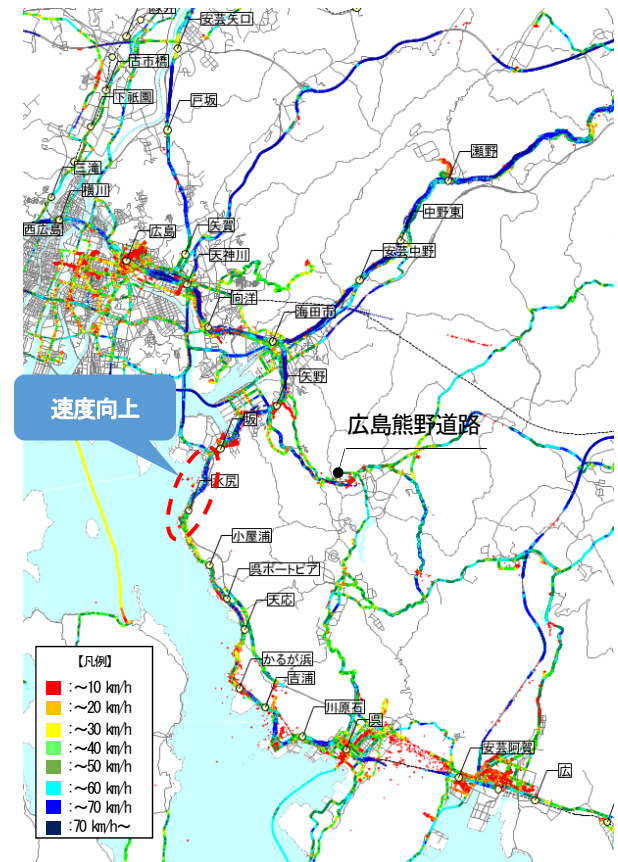 安芸矢口
古市橋
下祇園
戸坂
三滝
横川
西広島
広島
矢賀
天神川
向洋
海田市
瀬野
中野東
安芸中野
矢野
速度向上
坂
広島熊野道路
水尻
小屋浦
呉ポートピア
天応
かるが浜
吉浦
川原石
呉
安芸阿賀
広
【凡例】
:～10 km/h
:～20 km/h
:～30 km/h
:～40 km/h
:～50 km/h
:～60 km/h
:～70 km/h
:70 km/h～